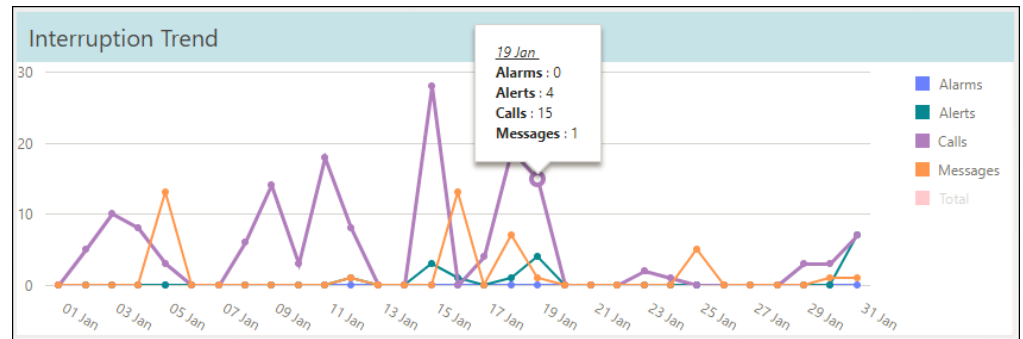 Interruption Trend
19 Jan
Alarms : 0
Alerts : 4
Calls : 15
Messages : 1
30
20
10
0
01 Jan
03 Jan
05 Jan
07 Jan
09 Jan
11 Jan
13 Jan
15 Jan
17 Jan
19 Jan
21 Jan
23 Jan
25 Jan
27 Jan
29 Jan
31 Jan
Alarms
Alerts
Calls
Messages
Total